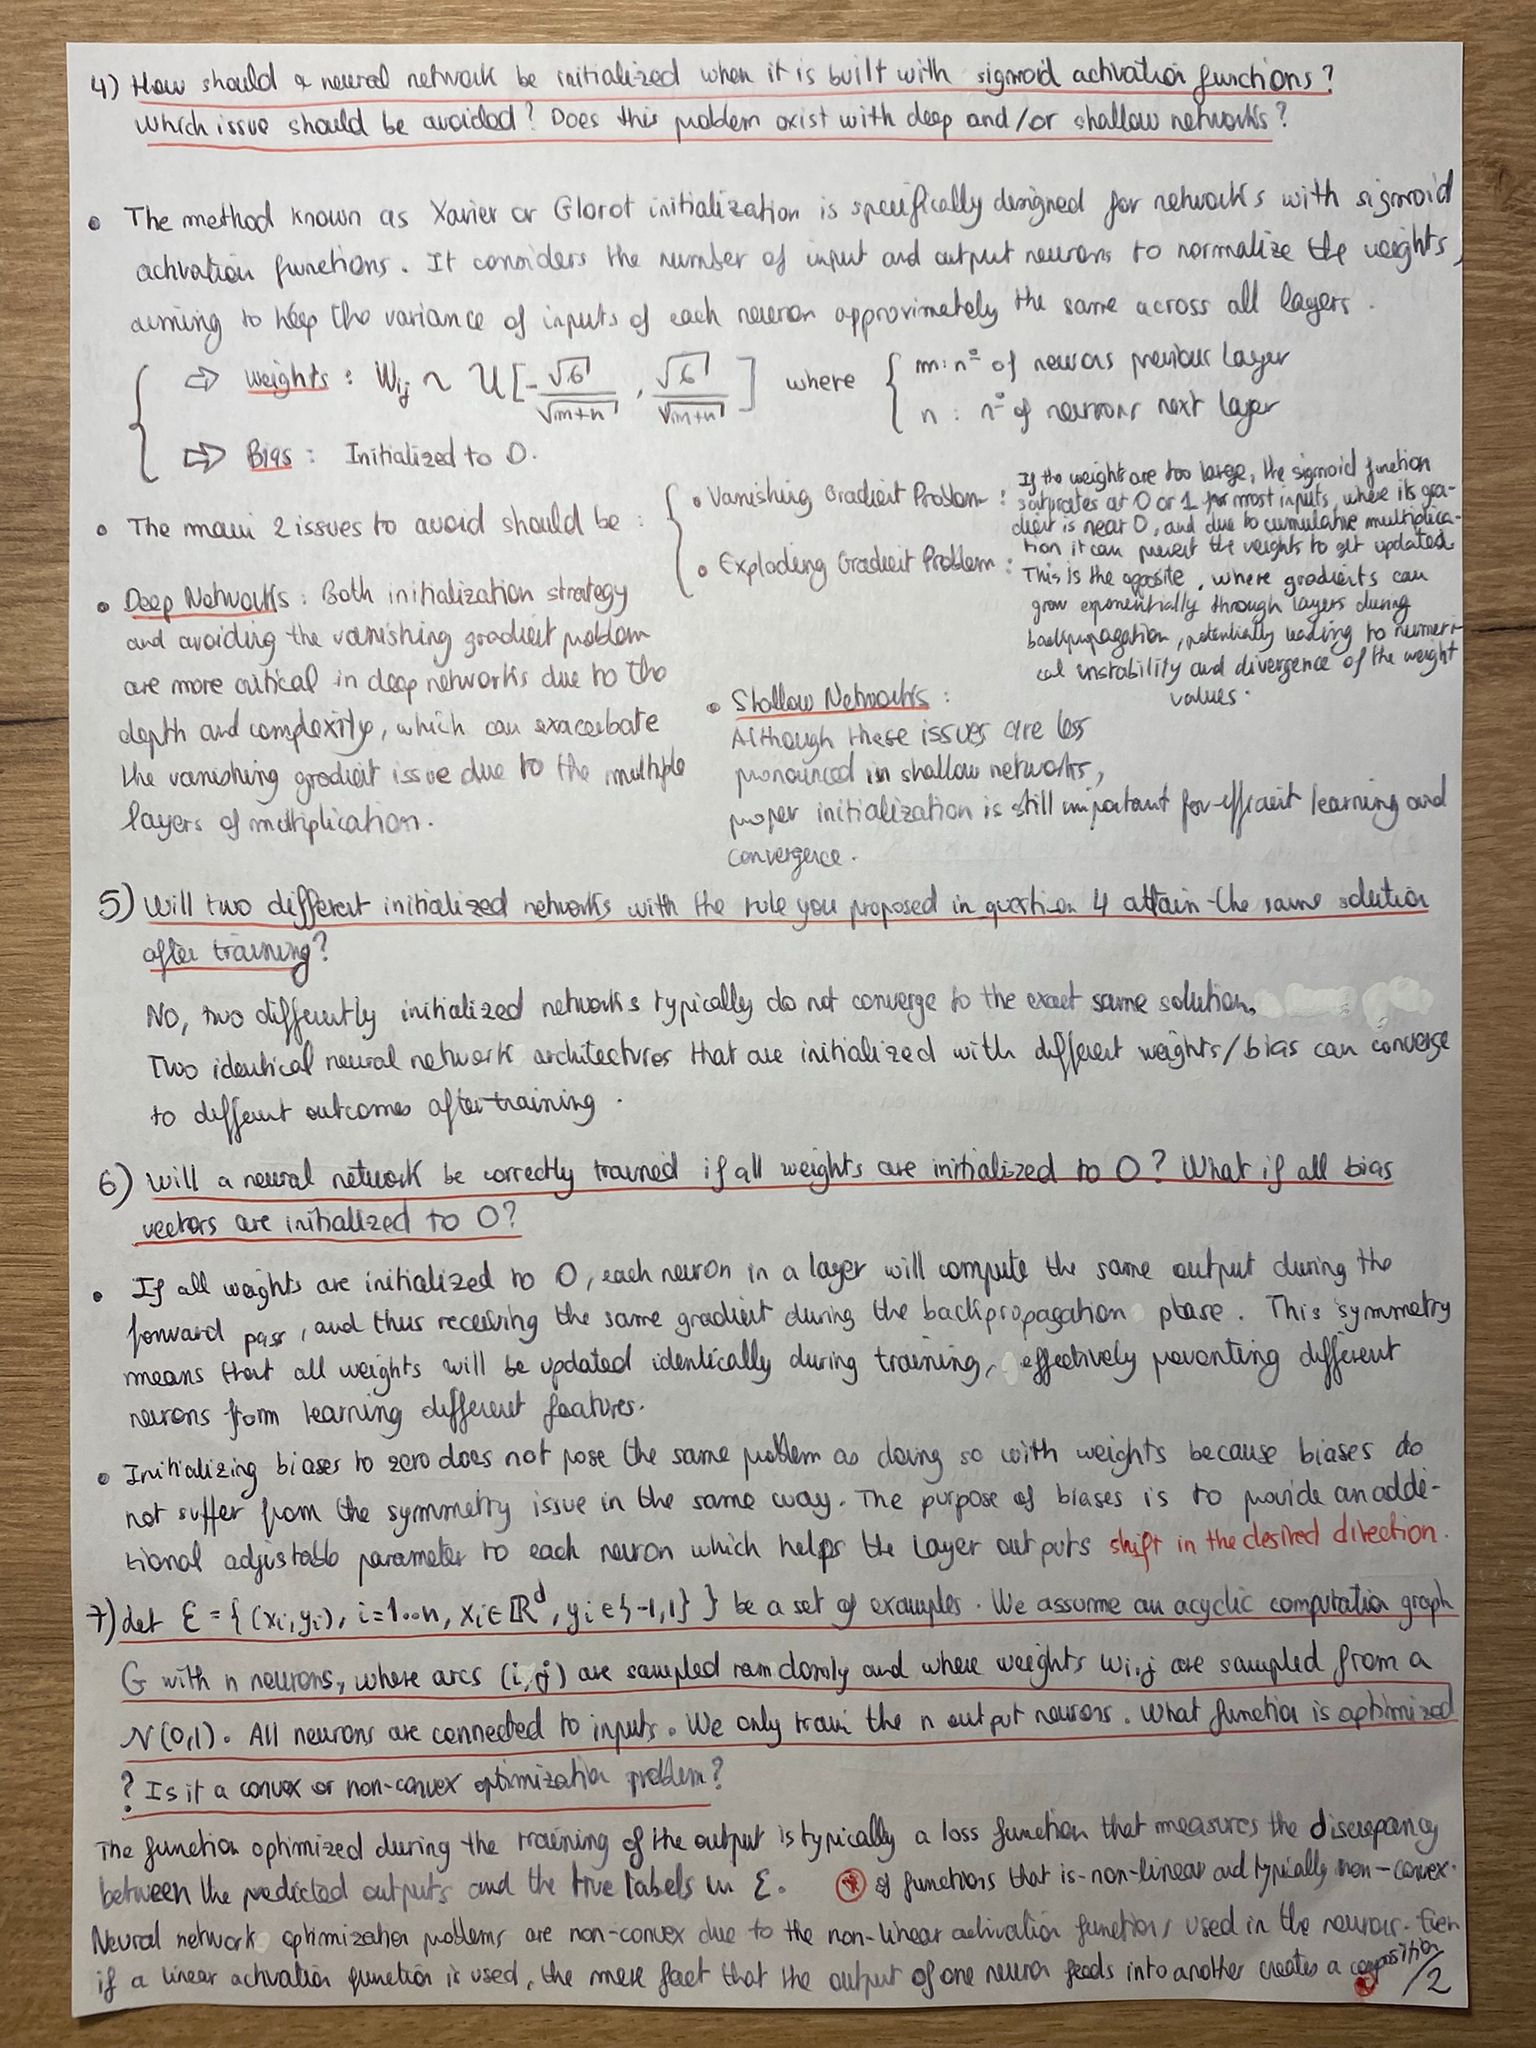 4) How should a neural network be initialized when it is built with sigmoid activation functions?
Which issue should be avoided? Does this problem exist with deep and/or shallow networks?
• The method known as Xavier or Glorot initialization is specifically designed for networks with sigmoid
activation functions. It considers the number of input and output neurons to normalize the weights,
aiming to keep the variance of inputs of each neuron approximately the same across all layers.
⇨ Weights : Wij ~ U [-√6/√m+n , √6/√m+n] where { m: nº of neurons previous layer
n : nº of neurons next layer
⇨ Bias : Initialized to 0.
• The main 2 issues to avoid should be :
• Vanishing Gradient Problem : If the weights are too large, the sigmoid function
saturates at 0 or 1 for most inputs, where its gra-
dient is near 0, and due to cumulative multiplica-
tion it can prevent the weights to get updated.
• Exploding Gradient Problem : This is the opposite, where gradients can
grow exponentially through layers during
backpropagation, potentially leading to numeri-
cal instability and divergence of the weight
values.
• Deep Networks : Both initialization strategy
and avoiding the vanishing gradient problem
are more critical in deep networks due to the
depth and complexity, which can exacerbate
the vanishing gradient issue due to the multiple
layers of multiplication.
• Shallow Networks :
Although these issues are less
pronounced in shallow networks,
proper initialization is still important for efficient learning and
convergence.
5) Will two different initialized networks with the rule you proposed in question 4 attain the same solution
after training?
No, two differently initialized networks typically do not converge to the exact same solution.
Two identical neural network architectures that are initialized with different weights/bias can converge
to different outcomes after training.
6) Will a neural network be correctly trained if all weights are initialized to 0? What if all bias
vectors are initialized to 0?
• If all weights are initialized to 0, each neuron in a layer will compute the same output during the
forward pass, and thus receiving the same gradient during the backpropagation phase. This symmetry
means that all weights will be updated identically during training, effectively preventing different
neurons from learning different features.
• Initializing biases to zero does not pose the same problem as doing so with weights because biases do
not suffer from the symmetry issue in the same way. The purpose of biases is to provide an addi-
tional adjustable parameter to each neuron which helps the layer outputs shift in the desired direction.
7) Let Ɛ = {(xi, yi), i=1...n, xi∈ℝᵈ, yi∈{-1,1}} be a set of examples. We assume an acyclic computation graph
G with n neurons, where arcs (i,j) are sampled randomly and where weights wi,j are sampled from a
N(0,1). All neurons are connected to inputs. We only train the n output neurons. What function is optimized
? Is it a convex or non-convex optimization problem?
The function optimized during the training of the output is typically a loss function that measures the discrepancy
between the predicted outputs and the true labels in Ɛ. (*) of functions that is non-linear and typically non-convex.
Neural network optimization problems are non-convex due to the non-linear activation functions used in the neurons. Even
if a linear activation function is used, the mere fact that the output of one neuron feeds into another creates a composition (*)
/2